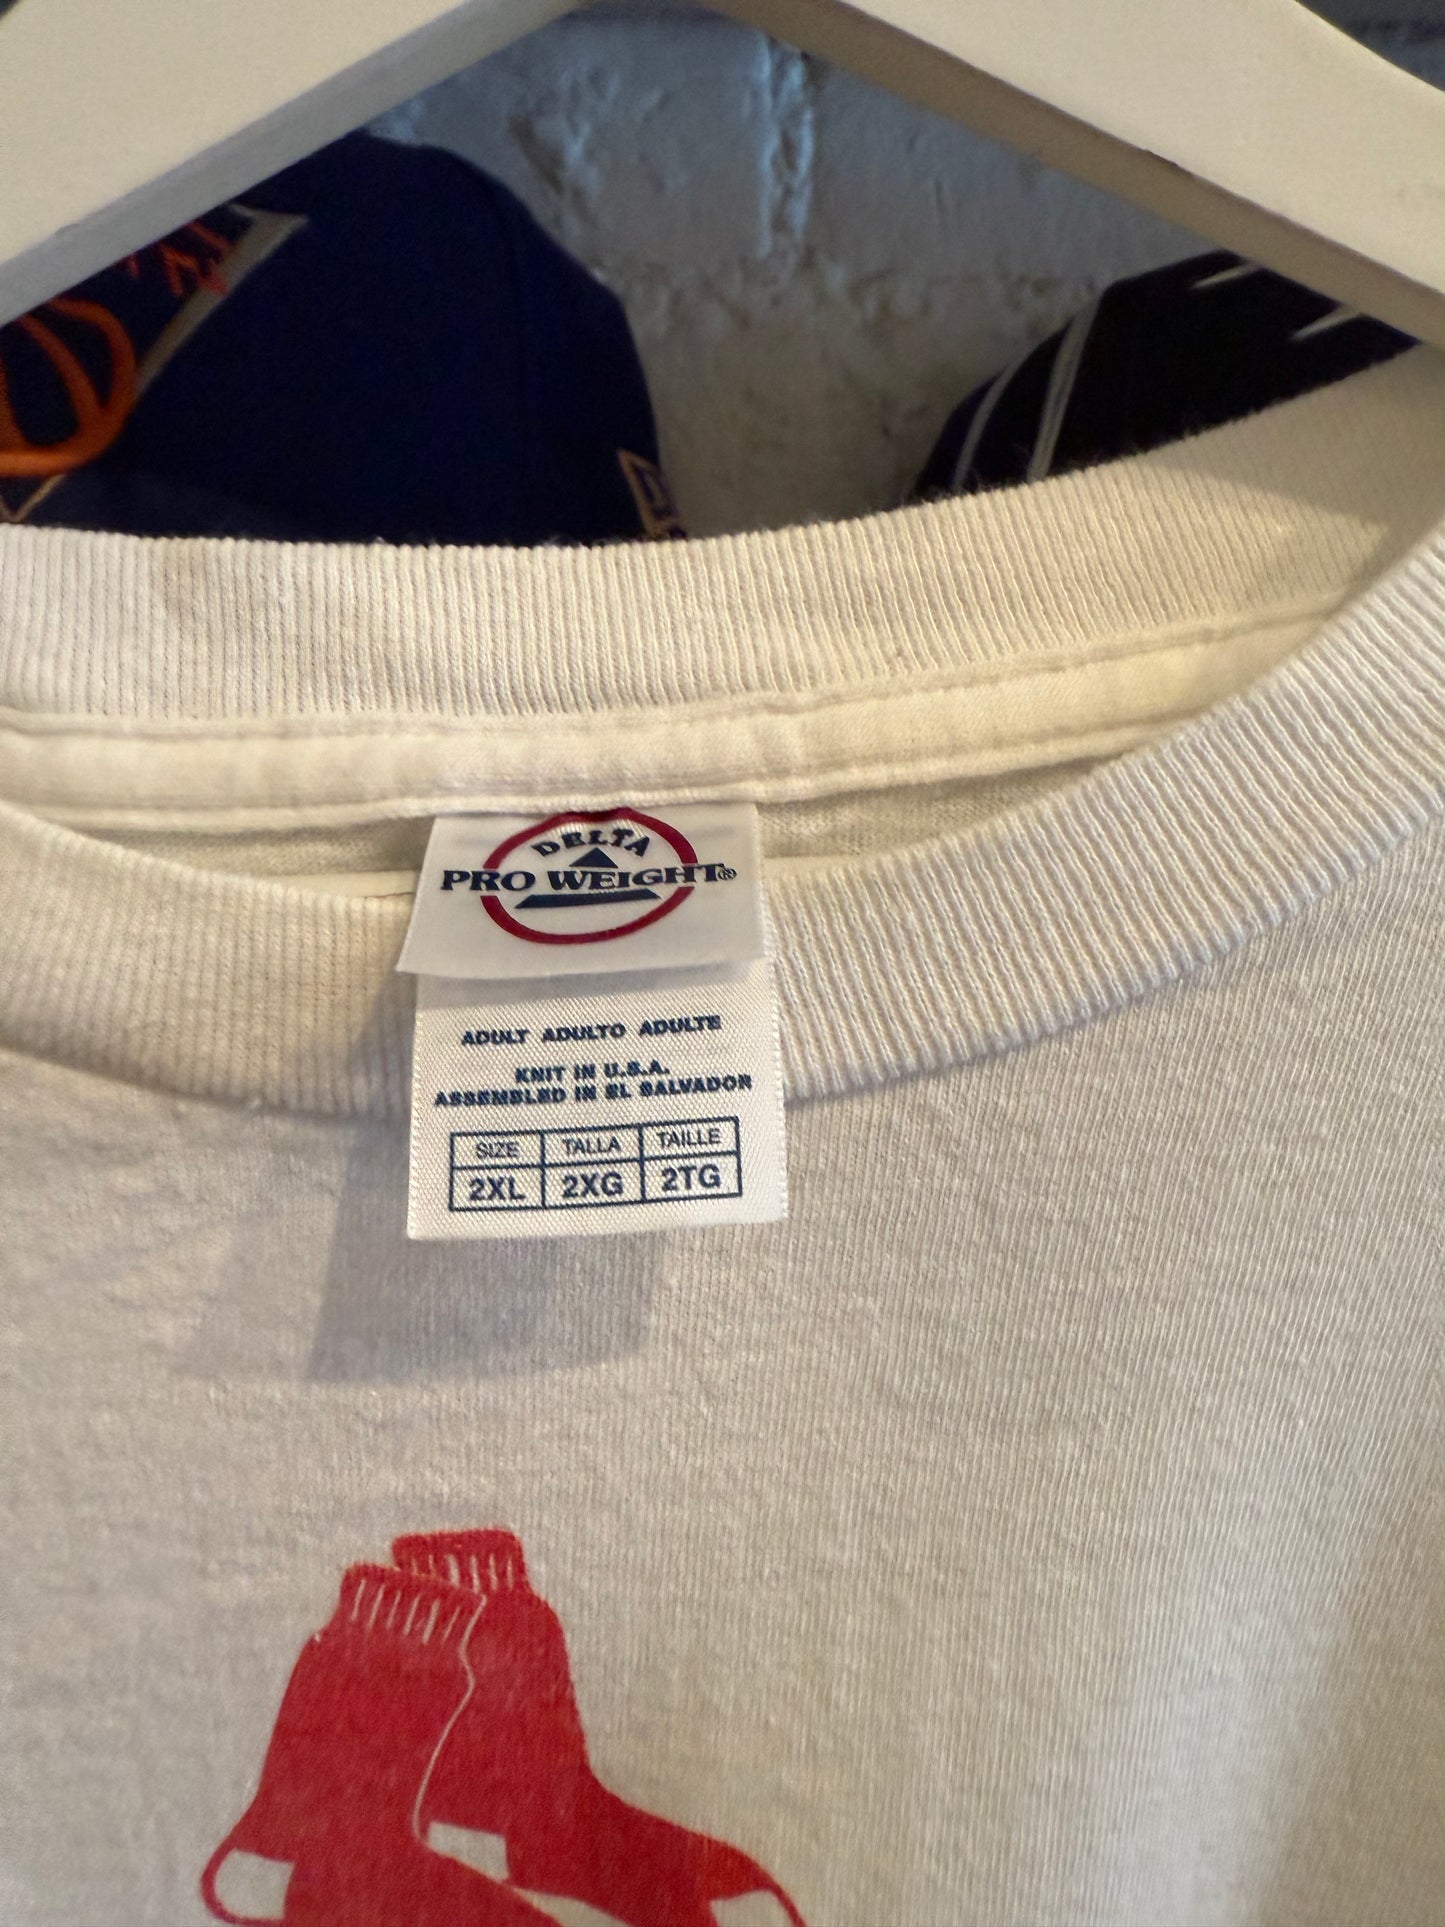 DELTA
PRO WEIGHT®
ADULT ADULTO ADULTE
KNIT IN U.S.A.
ASSEMBLED IN EL SALVADOR
SIZE TALLA TAILLE
2XL 2XG 2TG